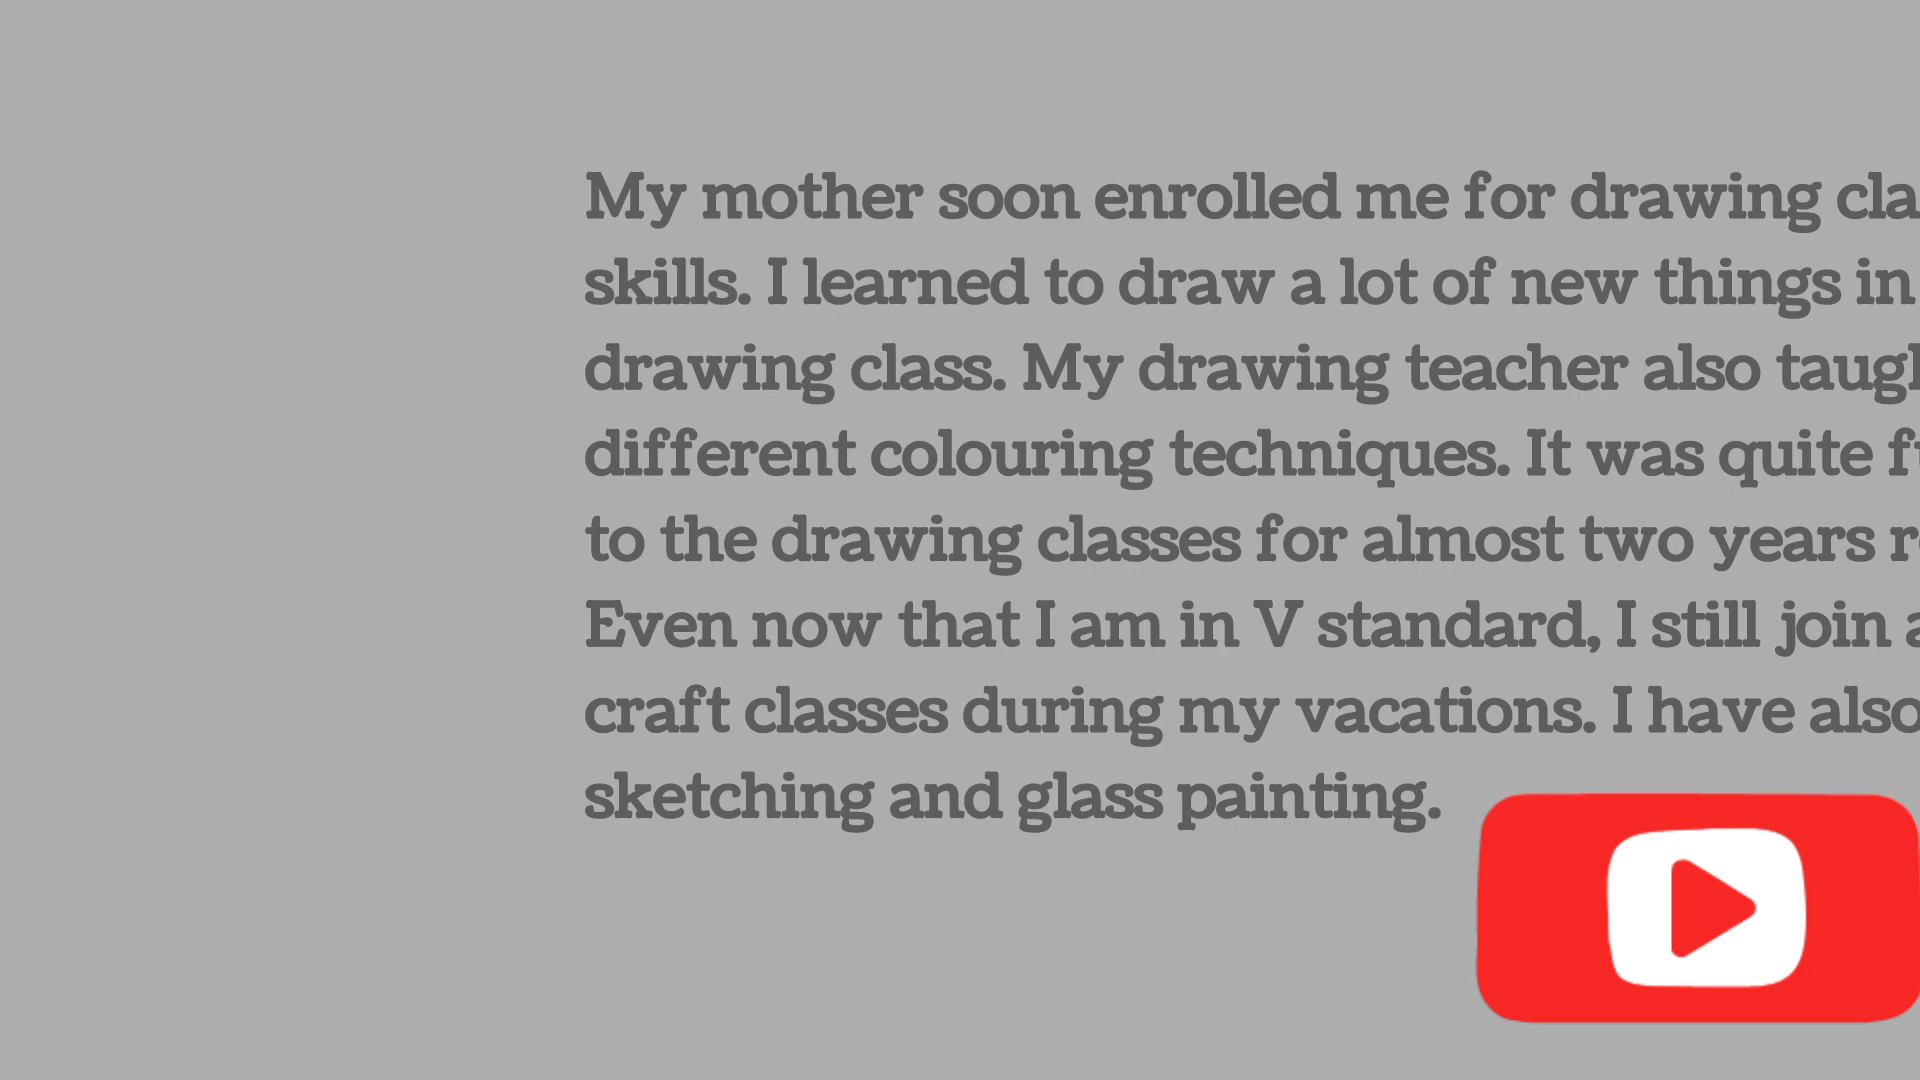 My mother soon enrolled me for drawing
skills. I learned to draw a lot of new things in
drawing class. My drawing teacher also
different colouring techniques. It was quite
to the drawing classes for almost two years
Even now that I am in V standard, I still join
craft classes during my vacations. I have also
sketching and glass painting.